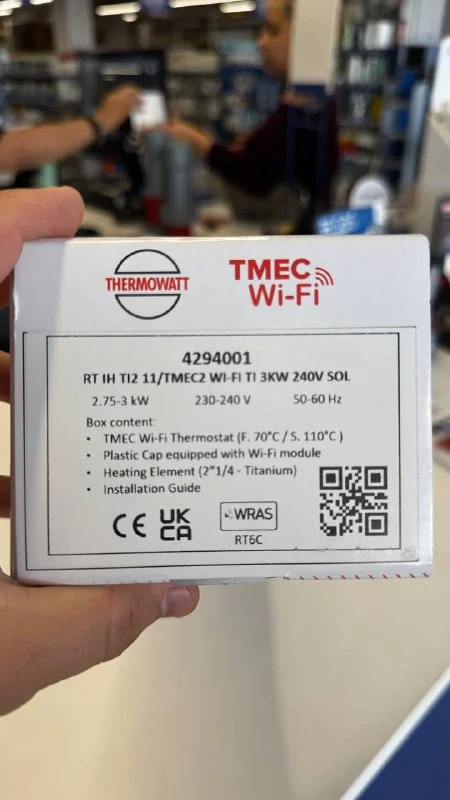 THERMOWATT
TMEC
Wi-Fi
4294001
RT IH TI2 11/TMEC2 WI-FI TI 3KW 240V SOL
2.75-3 kW 230-240 V 50-60 Hz
Box content:
• TMEC Wi-Fi Thermostat (F. 70°C / S. 110°C )
• Plastic Cap equipped with Wi-Fi module
• Heating Element (2"1/4 - Titanium)
• Installation Guide
CE UK
CA
WRAS
RT6C